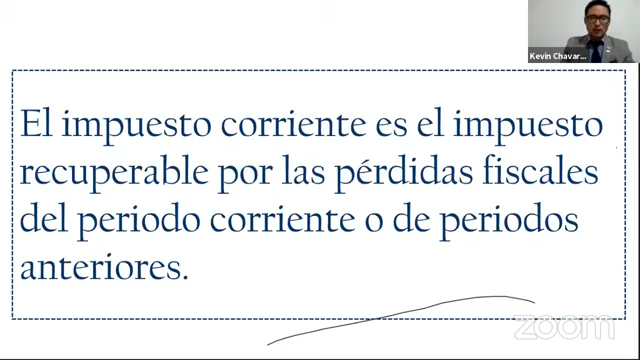 Kevin Chavar...
El impuesto corriente es el impuesto
recuperable por las pérdidas fiscales
del periodo corriente o de periodos
anteriores.
zoom